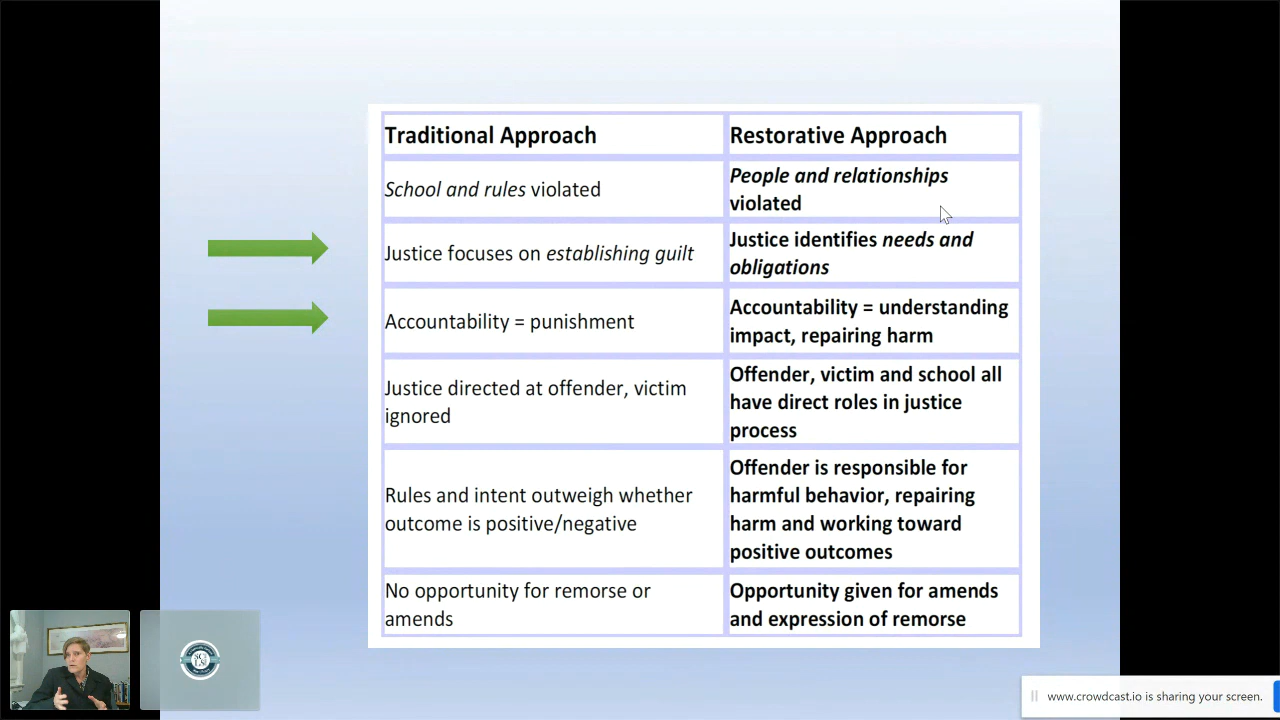 Traditional Approach
Restorative Approach
School and rules violated
People and relationships
violated
Justice focuses on establishing guilt
Justice identifies needs and
obligations
Accountability = punishment
Accountability = understanding
impact, repairing harm
Justice directed at offender, victim
ignored
Offender, victim and school all
have direct roles in justice
process
Rules and intent outweigh whether
outcome is positive/negative
Offender is responsible for
harmful behavior, repairing
harm and working toward
positive outcomes
No opportunity for remorse or
amends
Opportunity given for amends
and expression of remorse
www.crowdcast.io is sharing your screen.